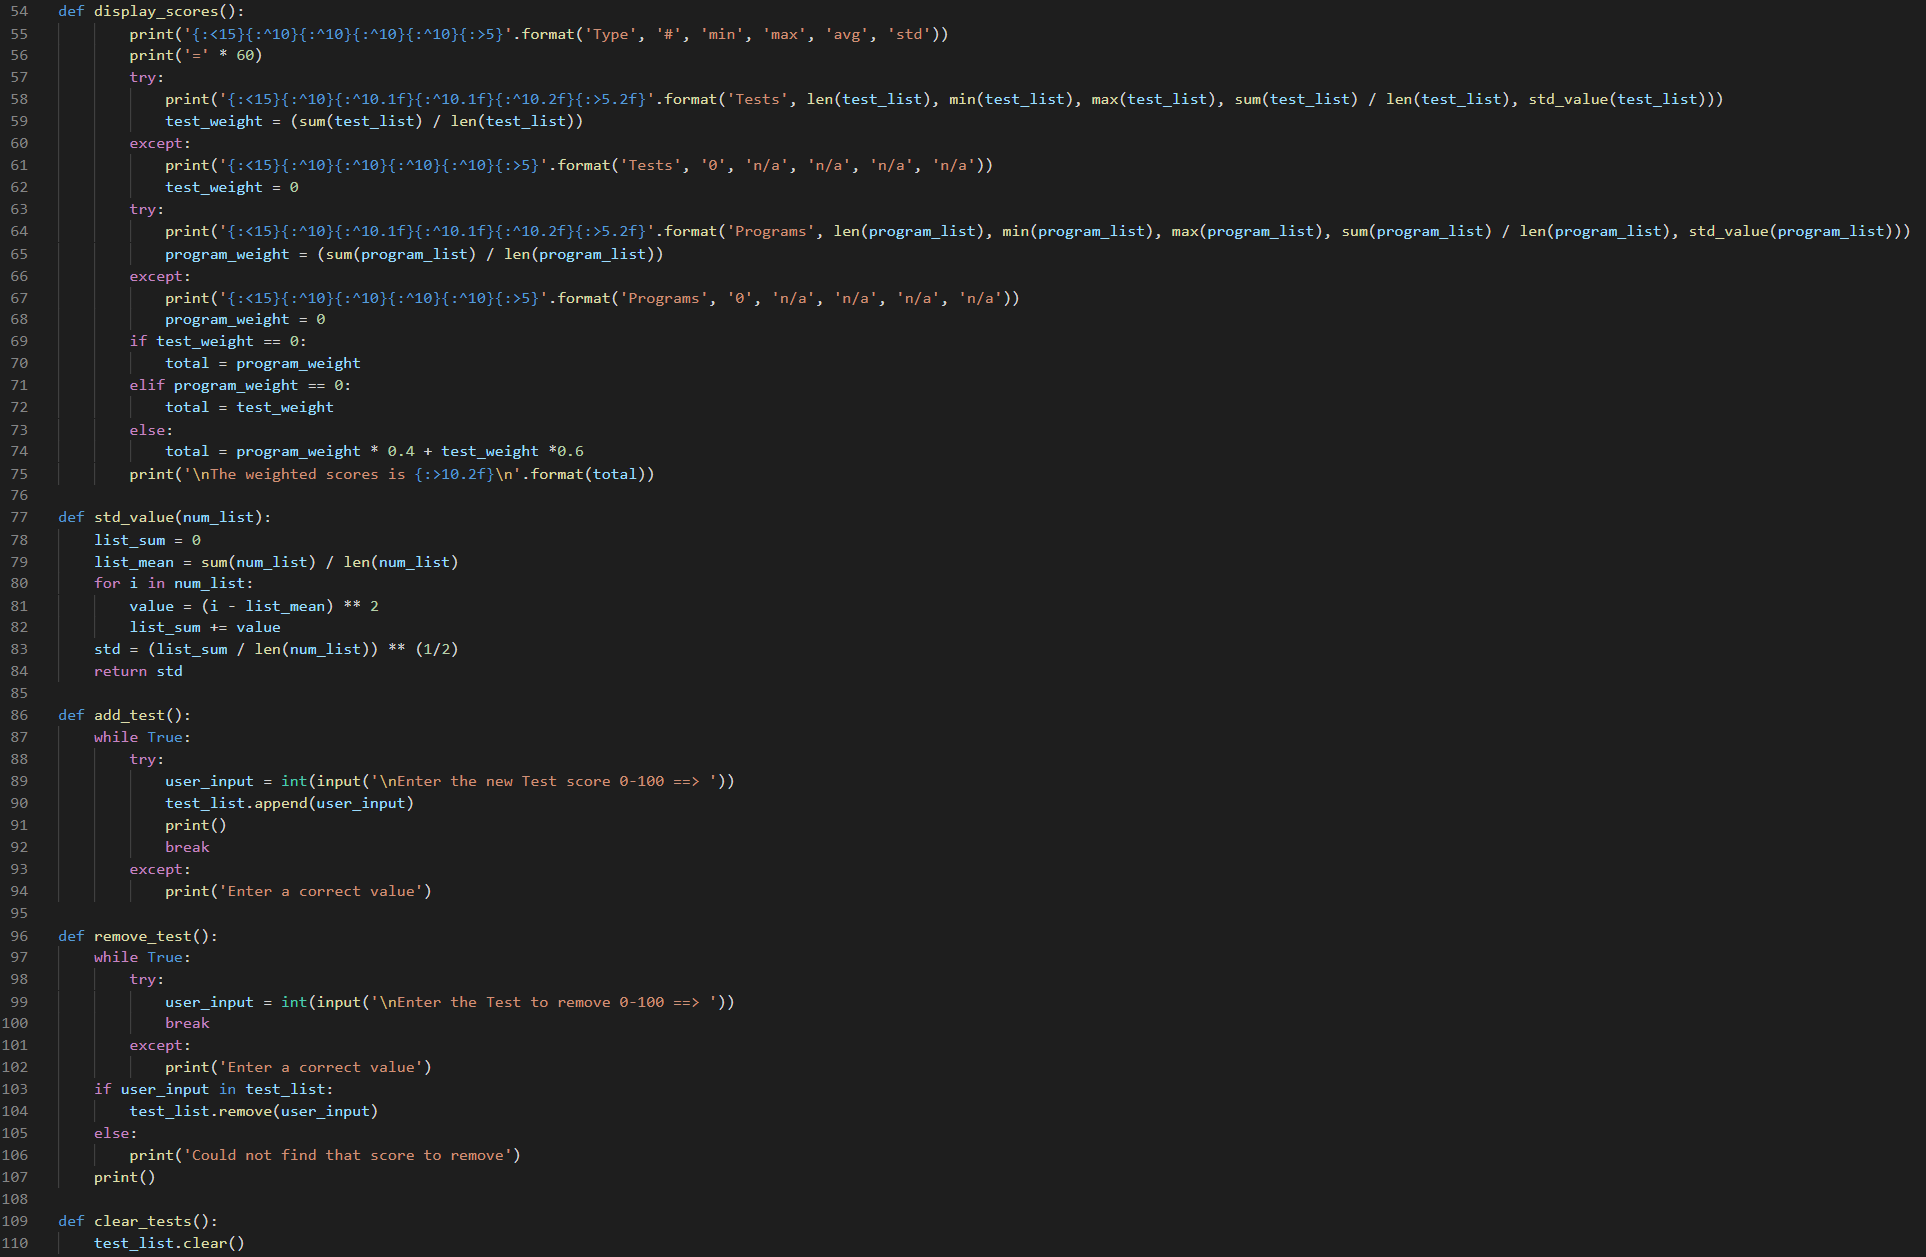 54 def display_scores():
55 print('{:<15}{:^10}{:^10}{:^10}{:^10}{:>5}'.format('Type', '#', 'min', 'max', 'avg', 'std'))
56 print('=' * 60)
57 try:
58 print('{:<15}{:^10}{:^10.1f}{:^10.1f}{:^10.2f}{:>5.2f}'.format('Tests', len(test_list), min(test_list), max(test_list), sum(test_list) / len(test_list), std_value(test_list)))
59 test_weight = (sum(test_list) / len(test_list))
60 except:
61 print('{:<15}{:^10}{:^10}{:^10}{:^10}{:>5}'.format('Tests', '0', 'n/a', 'n/a', 'n/a', 'n/a'))
62 test_weight = 0
63 try:
64 print('{:<15}{:^10}{:^10.1f}{:^10.1f}{:^10.2f}{:>5.2f}'.format('Programs', len(program_list), min(program_list), max(program_list), sum(program_list) / len(program_list), std_value(program_list)))
65 program_weight = (sum(program_list) / len(program_list))
66 except:
67 print('{:<15}{:^10}{:^10}{:^10}{:^10}{:>5}'.format('Programs', '0', 'n/a', 'n/a', 'n/a', 'n/a'))
68 program_weight = 0
69 if test_weight == 0:
70 total = program_weight
71 elif program_weight == 0:
72 total = test_weight
73 else:
74 total = program_weight * 0.4 + test_weight *0.6
75 print('\nThe weighted scores is {:>10.2f}\n'.format(total))
76
77 def std_value(num_list):
78 list_sum = 0
79 list_mean = sum(num_list) / len(num_list)
80 for i in num_list:
81 value = (i - list_mean) ** 2
82 list_sum += value
83 std = (list_sum / len(num_list)) ** (1/2)
84 return std
85
86 def add_test():
87 while True:
88 try:
89 user_input = int(input('\nEnter the new Test score 0-100 ==> '))
90 test_list.append(user_input)
91 print()
92 break
93 except:
94 print('Enter a correct value')
95
96 def remove_test():
97 while True:
98 try:
99 user_input = int(input('\nEnter the Test to remove 0-100 ==> '))
100 break
101 except:
102 print('Enter a correct value')
103 if user_input in test_list:
104 test_list.remove(user_input)
105 else:
106 print('Could not find that score to remove')
107 print()
108
109 def clear_tests():
110 test_list.clear()